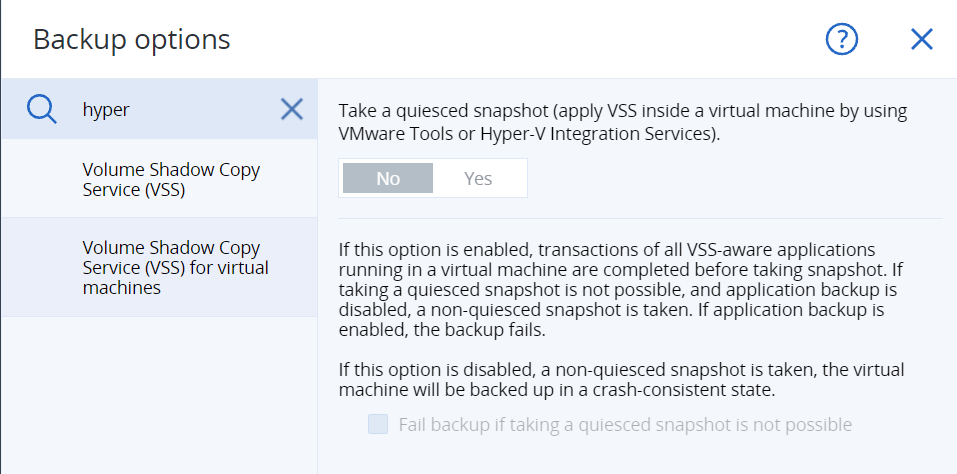 Backup options
?
hyper
Volume Shadow Copy
Service (VSS)
Volume Shadow Copy
Service (VSS) for virtual
machines
Take a quiesced snapshot (apply VSS inside a virtual machine by using
VMware Tools or Hyper-V Integration Services).
No Yes
If this option is enabled, transactions of all VSS-aware applications
running in a virtual machine are completed before taking snapshot. If
taking a quiesced snapshot is not possible, and application backup is
disabled, a non-quiesced snapshot is taken. If application backup is
enabled, the backup fails.
If this option is disabled, a non-quiesced snapshot is taken, the virtual
machine will be backed up in a crash-consistent state.
Fail backup if taking a quiesced snapshot is not possible